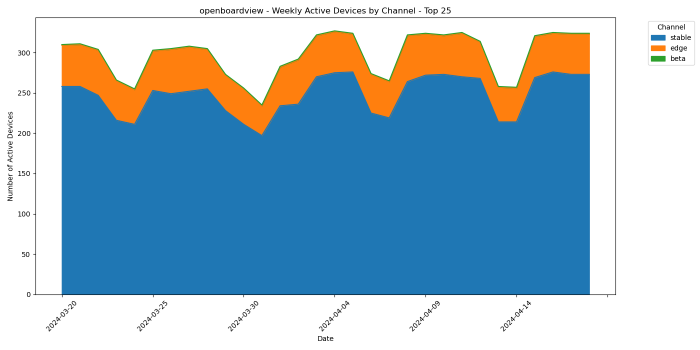 openboardview - Weekly Active Devices by Channel - Top 25
Channel
stable
edge
beta
Number of Active Devices
300
250
200
150
100
50
0
2024-03-20
2024-03-25
2024-03-30
2024-04-04
2024-04-09
2024-04-14
Date